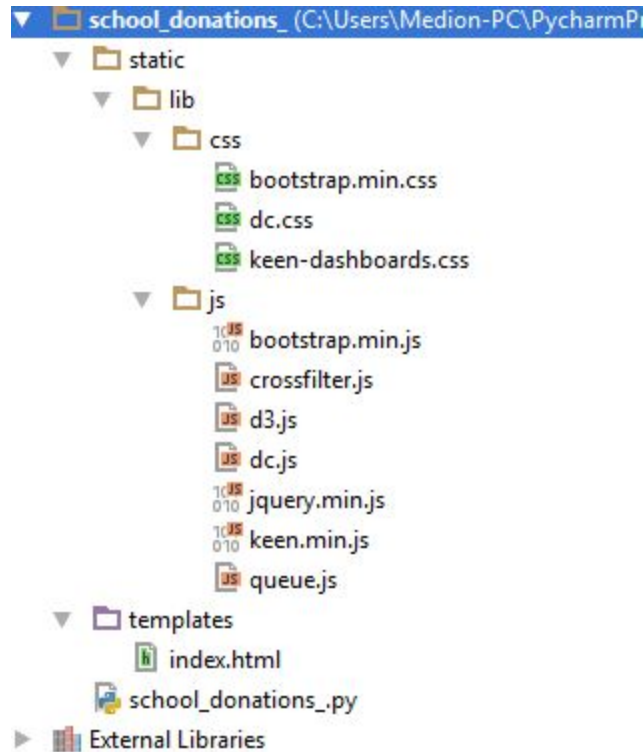 school_donations_ (C:\Users\Medion-PC\PycharmPr
static
lib
css
bootstrap.min.css
dc.css
keen-dashboards.css
js
bootstrap.min.js
crossfilter.js
d3.js
dc.js
jquery.min.js
keen.min.js
queue.js
templates
index.html
school_donations_.py
External Libraries